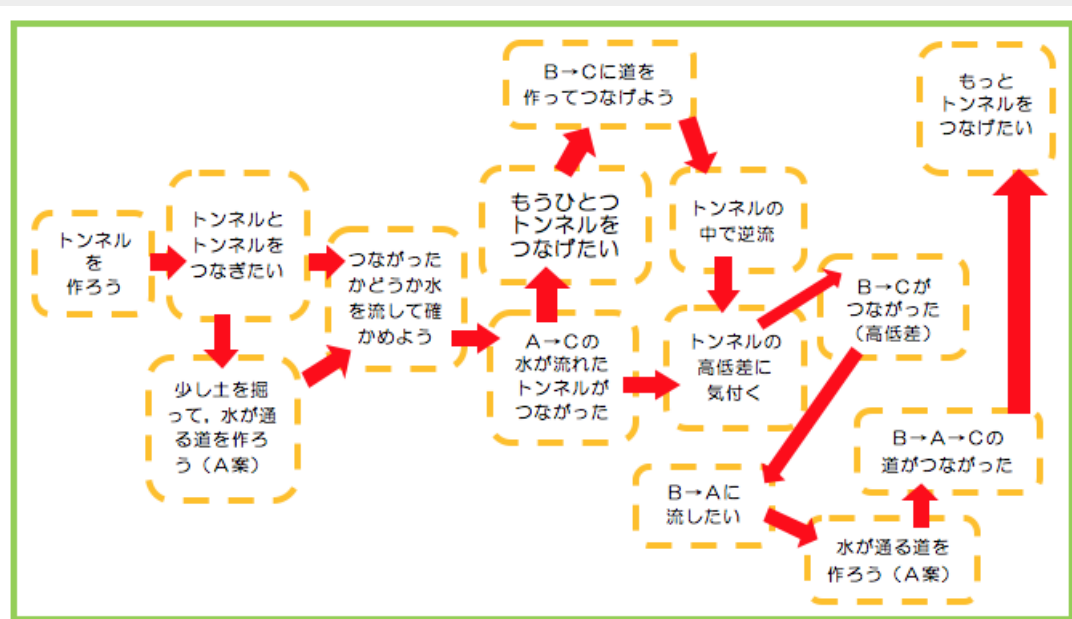 トンネル
を
作ろう
トンネルと
トンネルを
つなぎたい
少し土を掘
って，水が通
る道を作ろ
う（A案）
つながった
かどうか水
を流して確
かめよう
A→Cの
水が流れた
トンネルが
つながった
もうひとつ
トンネルを
つなげたい
B→Cに道を
作ってつなげよう
トンネルの
中で逆流
トンネルの
高低差に
気付く
B→Cが
つながった
（高低差）
B→Aに
流したい
水が通る道を
作ろう（A案）
B→A→Cの
道がつながった
もっと
トンネルを
つなげたい